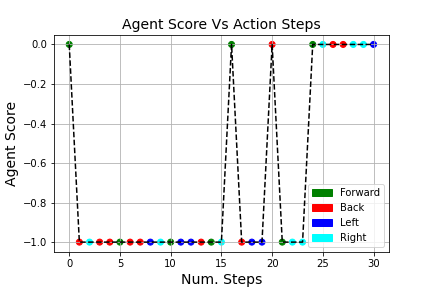 Agent Score Vs Action Steps
Agent Score
0.0
−0.2
−0.4
−0.6
−0.8
−1.0
Forward
Back
Left
Right
0 5 10 15 20 25 30
Num. Steps